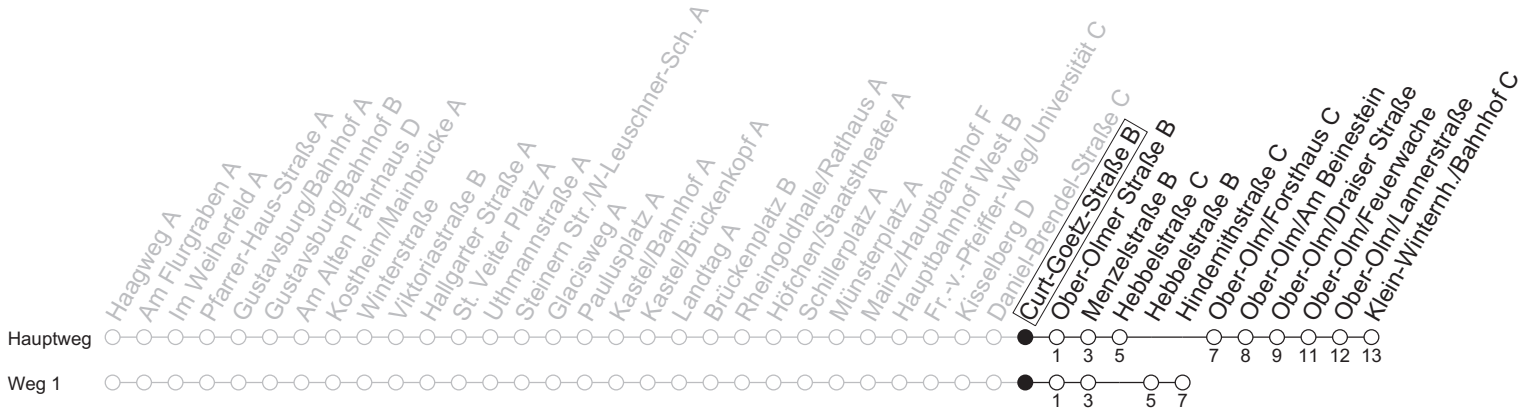 Haagweg A
Am Flurgraben A
Im Weiherfeld A
Pfarrer-Haus-Straße A
Gustavsburg/Bahnhof A
Gustavsburg/Bahnhof B
Am Alten Fährhaus D
Kostheim/Mainbrücke A
Winterstraße
Viktoriastraße B
Hallgarter Straße A
St. Veiter Platz A
Uthmannstraße A
Steinern Str./W-Leuschner-Sch. A
Glacisweg A
Paulusplatz A
Kastel/Bahnhof A
Kastel/Brückenkopf A
Landtag A
Brückenplatz B
Rheingoldhalle/Rathaus A
Höfchen/Staatstheater A
Schillerplatz A
Münsterplatz A
Mainz/Hauptbahnhof F
Hauptbahnhof West B
Fr.-v.-Pfeiffer-Weg/Universität C
Kisselberg D
Daniel-Brendel-Straße C
Curt-Goetz-Straße B
Ober-Olmer Straße B
Menzelstraße B
Hebbelstraße C
Hebbelstraße B
Hindemithstraße C
Ober-Olm/Forsthaus C
Ober-Olm/Am Beinestein
Ober-Olm/Draiser Straße
Ober-Olm/Feuerwache
Ober-Olm/Lannerstraße
Klein-Winternh./Bahnhof C
Hauptweg
1 3 5 7 8 9 11 12 13
Weg 1
1 3 5 7